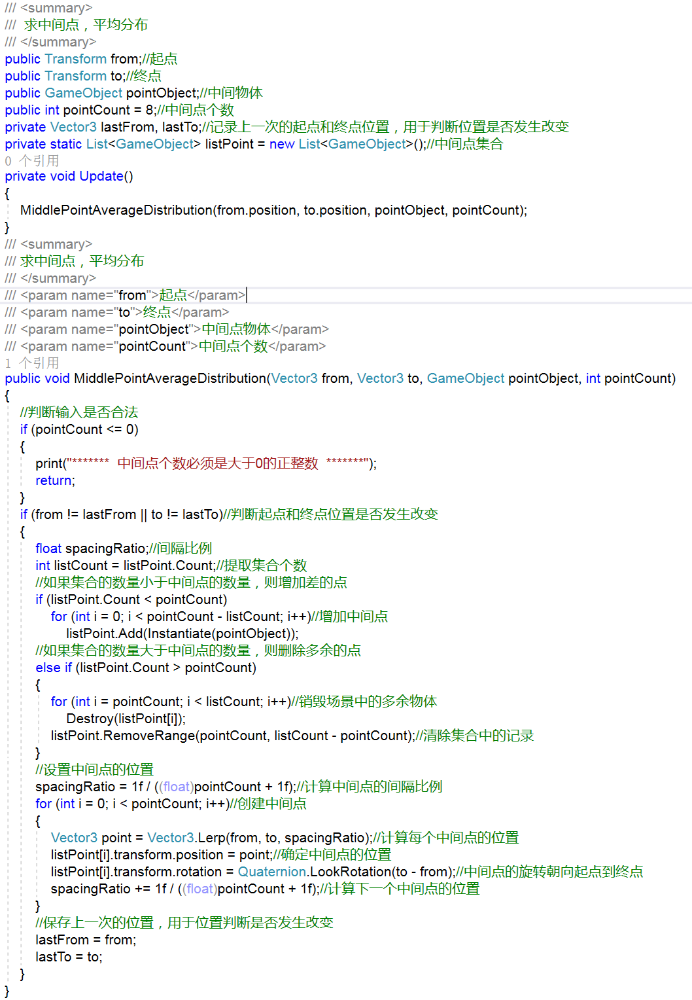 /// <summary>
/// 求中间点，平均分布
/// </summary>
public Transform from;//起点
public Transform to;//终点
public GameObject pointObject;//中间物体
public int pointCount = 8;//中间点个数
private Vector3 lastFrom, lastTo;//记录上一次的起点和终点位置，用于判断位置是否发生改变
private static List<GameObject> listPoint = new List<GameObject>();//中间点集合
0 个引用
private void Update()
{
    MiddlePointAverageDistribution(from.position, to.position, pointObject, pointCount);
}
/// <summary>
/// 求中间点，平均分布
/// </summary>
/// <param name="from">起点</param>
/// <param name="to">终点</param>
/// <param name="pointObject">中间点物体</param>
/// <param name="pointCount">中间点个数</param>
1 个引用
public void MiddlePointAverageDistribution(Vector3 from, Vector3 to, GameObject pointObject, int pointCount)
{
    //判断输入是否合法
    if (pointCount <= 0)
    {
        print("******* 中间点个数必须是大于0的正整数 *******");
        return;
    }
    if (from != lastFrom || to != lastTo)//判断起点和终点位置是否发生改变
    {
        float spacingRatio;//间隔比例
        int listCount = listPoint.Count;//提取集合个数
        //如果集合的数量小于中间点的数量，则增加差的点
        if (listPoint.Count < pointCount)
            for (int i = 0; i < pointCount - listCount; i++)//增加中间点
                listPoint.Add(Instantiate(pointObject));
        //如果集合的数量大于中间点的数量，则删除多余的点
        else if (listPoint.Count > pointCount)
        {
            for (int i = pointCount; i < listCount; i++)//销毁场景中的多余物体
                Destroy(listPoint[i]);
            listPoint.RemoveRange(pointCount, listCount - pointCount);//清除集合中的记录
        }
        //设置中间点的位置
        spacingRatio = 1f / ((float)pointCount + 1f);//计算中间点的间隔比例
        for (int i = 0; i < pointCount; i++)//创建中间点
        {
            Vector3 point = Vector3.Lerp(from, to, spacingRatio);//计算每个中间点的位置
            listPoint[i].transform.position = point;//确定中间点的位置
            listPoint[i].transform.rotation = Quaternion.LookRotation(to - from);//中间点的旋转朝向起点到终点
            spacingRatio += 1f / ((float)pointCount + 1f);//计算下一个中间点的位置
        }
        //保存上一次的位置，用于位置判断是否发生改变
        lastFrom = from;
        lastTo = to;
    }
}